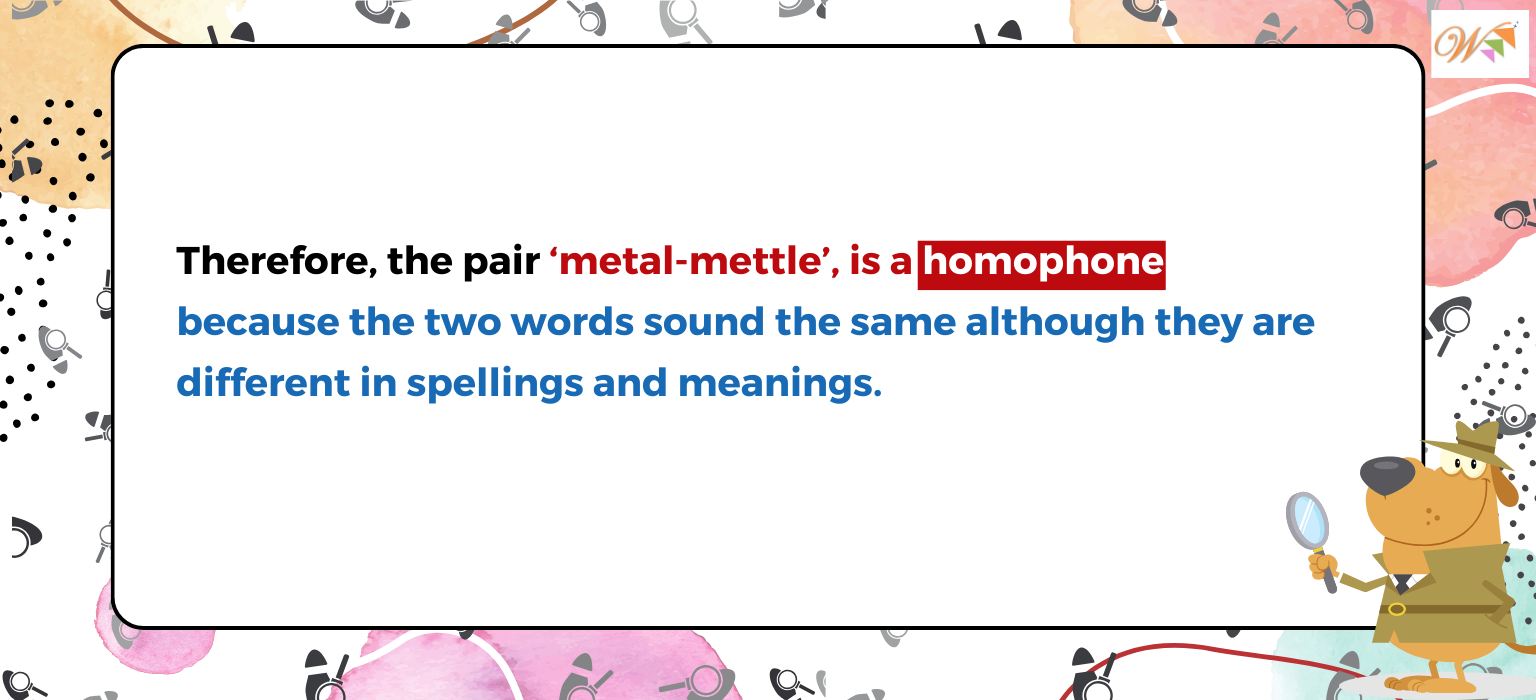 W
Therefore, the pair ‘metal-mettle’, is a homophone
because the two words sound the same although they are
different in spellings and meanings.